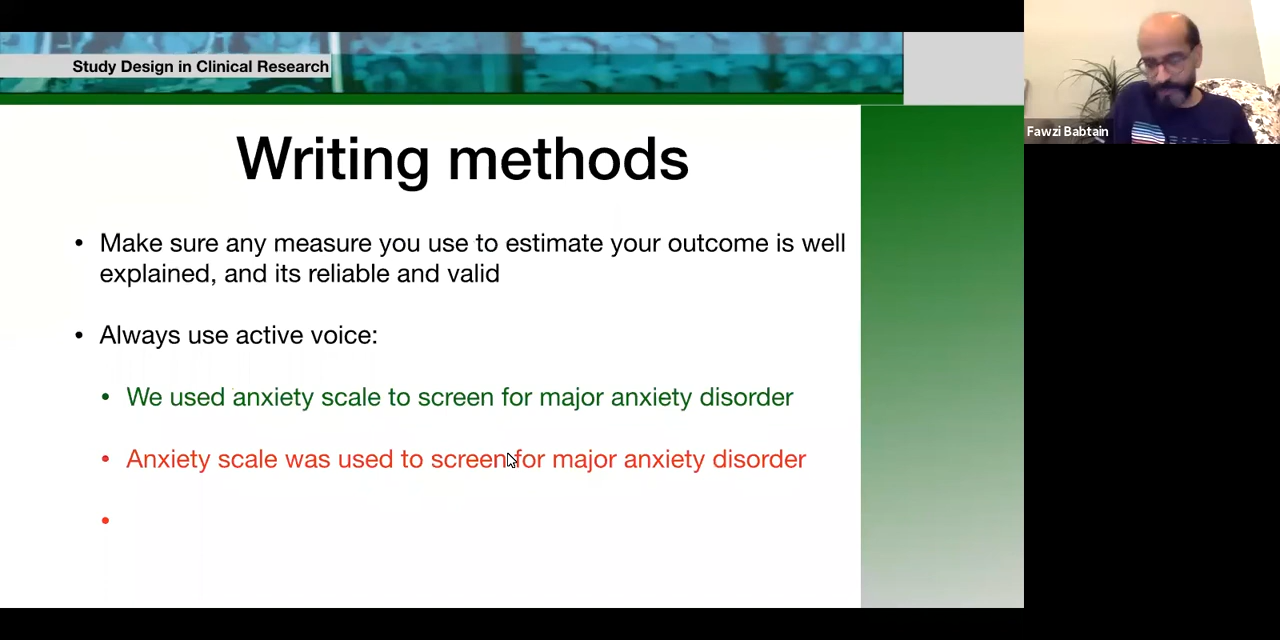 Study Design in Clinical Research
Fawzi Babtain
Writing methods
• Make sure any measure you use to estimate your outcome is well
explained, and its reliable and valid
• Always use active voice:
• We used anxiety scale to screen for major anxiety disorder
• Anxiety scale was used to screen for major anxiety disorder
•